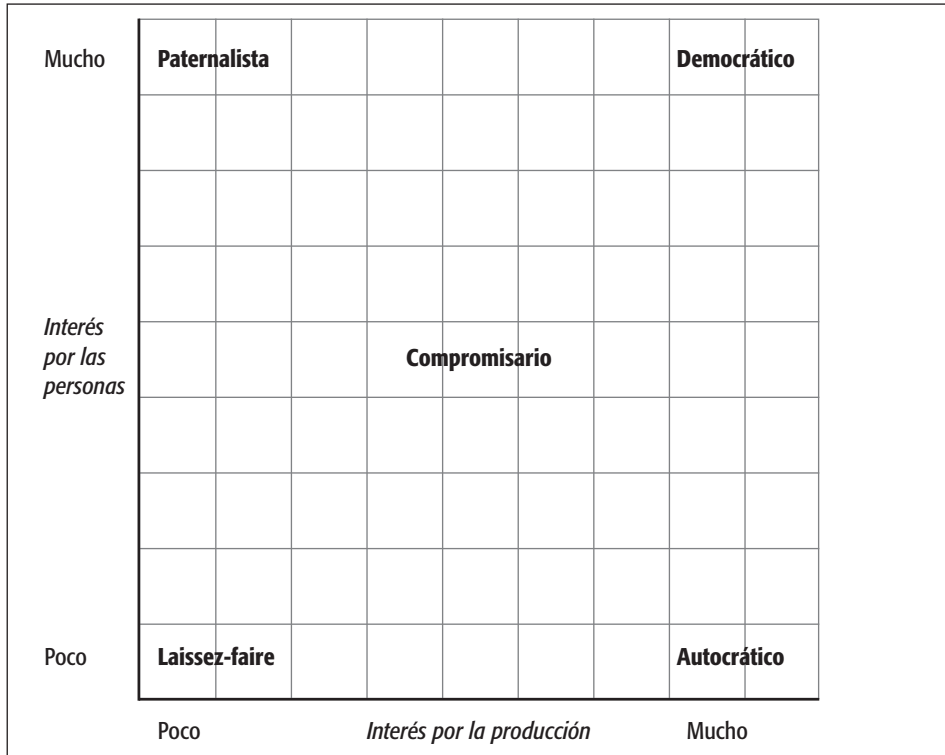 Mucho
Paternalista
Democrático
Interés
por las
personas
Compromisario
Poco
Laissez-faire
Autocrático
Poco
Interés por la producción
Mucho